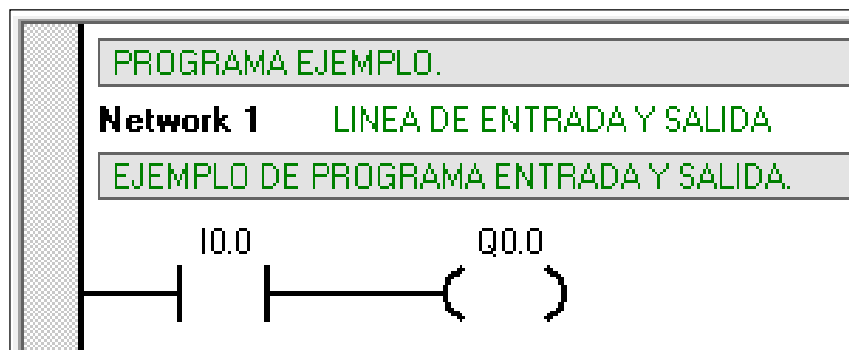 PROGRAMA EJEMPLO.
Network 1 LINEA DE ENTRADA Y SALIDA
EJEMPLO DE PROGRAMA ENTRADA Y SALIDA.
I0.0 Q0.0